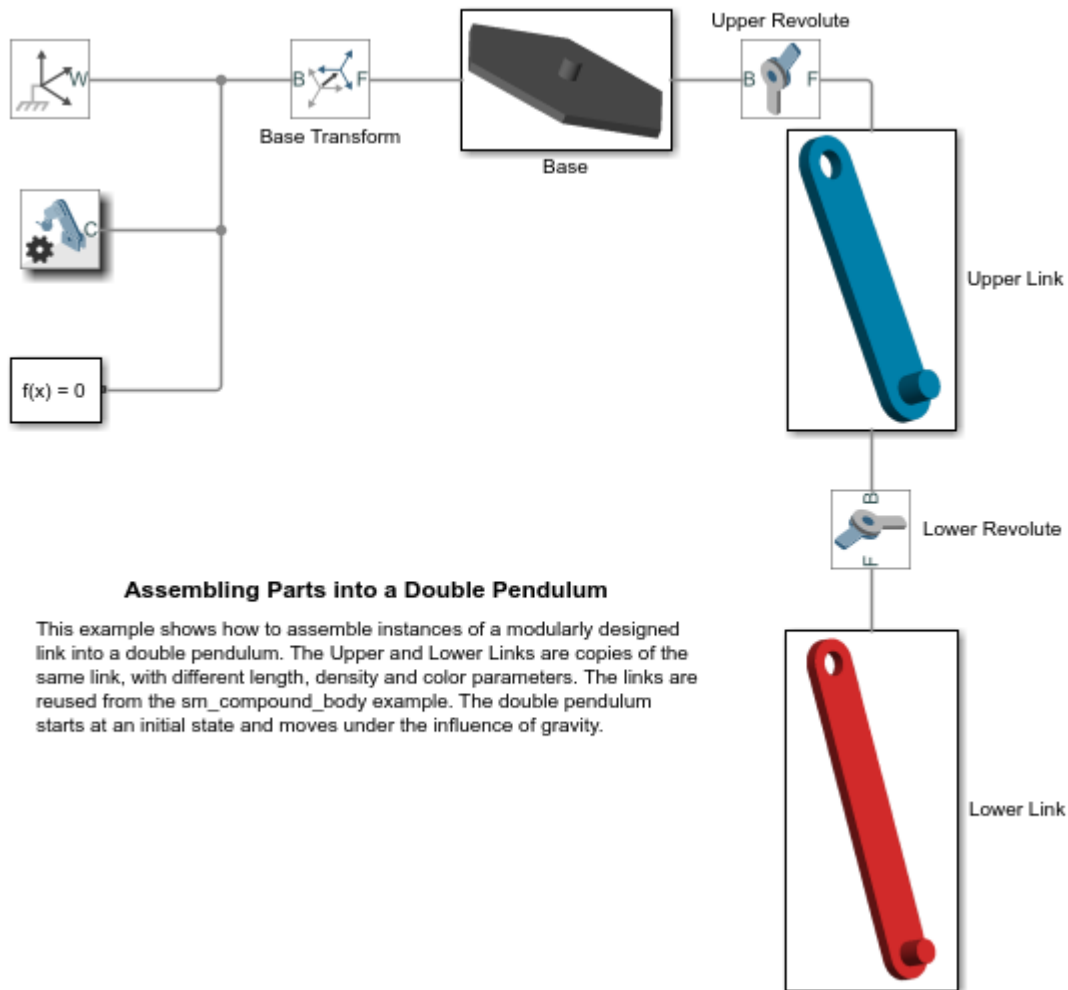 Upper Revolute
W
B
F
B
F
Base Transform
Base
C
Upper Link
f(x) = 0
B
Lower Revolute
F
Assembling Parts into a Double Pendulum
This example shows how to assemble instances of a modularly designed
link into a double pendulum. The Upper and Lower Links are copies of the
same link, with different length, density and color parameters. The links are
reused from the sm_compound_body example. The double pendulum
starts at an initial state and moves under the influence of gravity.
Lower Link